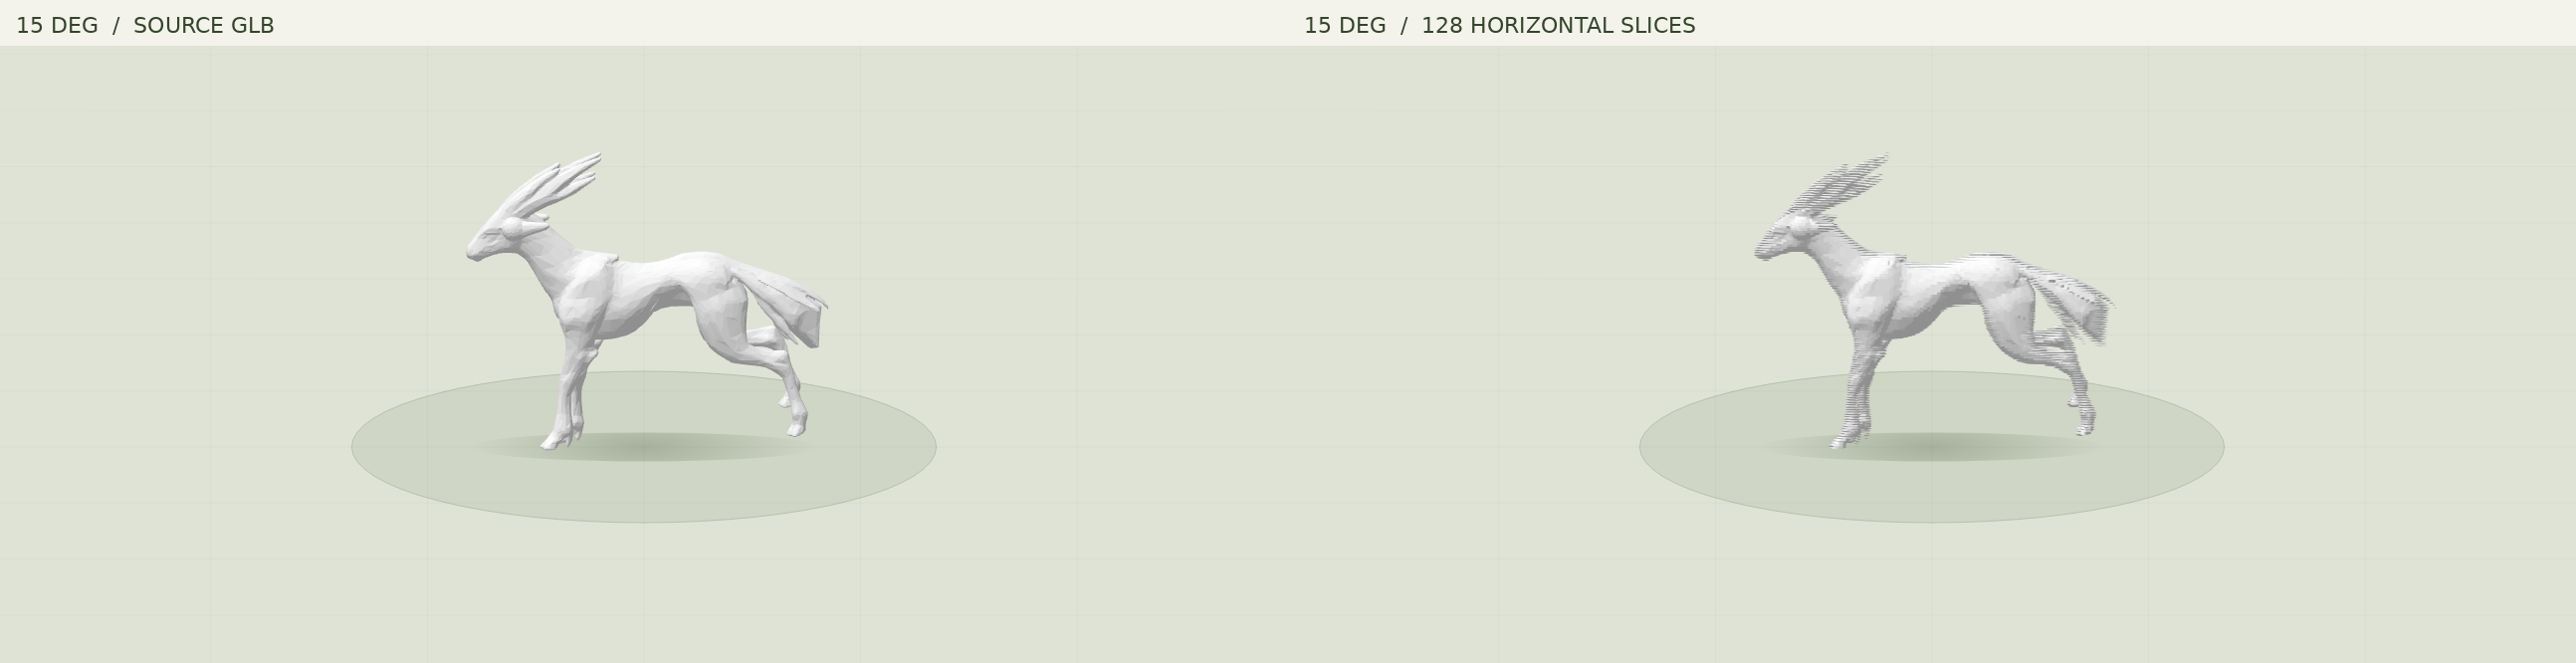 15 DEG / SOURCE GLB
15 DEG / 128 HORIZONTAL SLICES